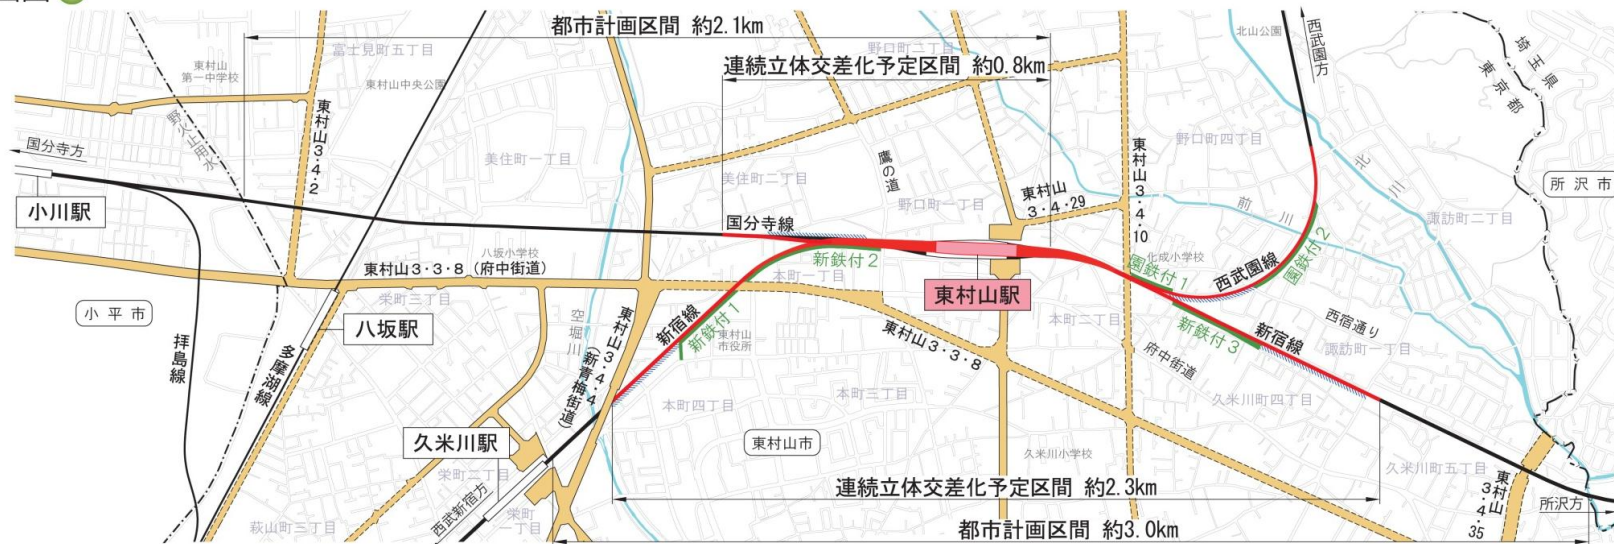 都市計画区間 約2.1km
連続立体交差化予定区間 約0.8km
富士見町五丁目
東村山
第一中学校
東村山中央公園
野口町二丁目
北山公園
西武園方
埼玉県
東京都
東村山3・4・2
野火止用水
国分寺方
小川駅
美住町一丁目
美住町二丁目
鷹の道
野口町一丁目
東村山
3・4・29
東村山3・4・10
野口町四丁目
北川
前川
所沢市
諏訪町二丁目
国分寺線
八坂小学校
東村山3・3・8（府中街道）
新鉄付2
本町一丁目
東村山駅
化成小学校
園鉄付1
西武園線
園鉄付2
小平市
栄町三丁目
八坂駅
拝島線
多摩湖線
空堀川
東村山3・4・4
（新青梅街道）
新宿線
新鉄付1
東村山
市役所
東村山3・3・8
本町二丁目
新鉄付3
新宿線
西宿通り
諏訪町一丁目
府中街道
本町三丁目
本町四丁目
久米川町四丁目
久米川駅
東村山市
久米川小学校
栄町二丁目
久米川町五丁目
西武新宿方
栄町
一丁目
萩山町三丁目
連続立体交差化予定区間 約2.3km
都市計画区間 約3.0km
東村山
3・4・35
所沢方